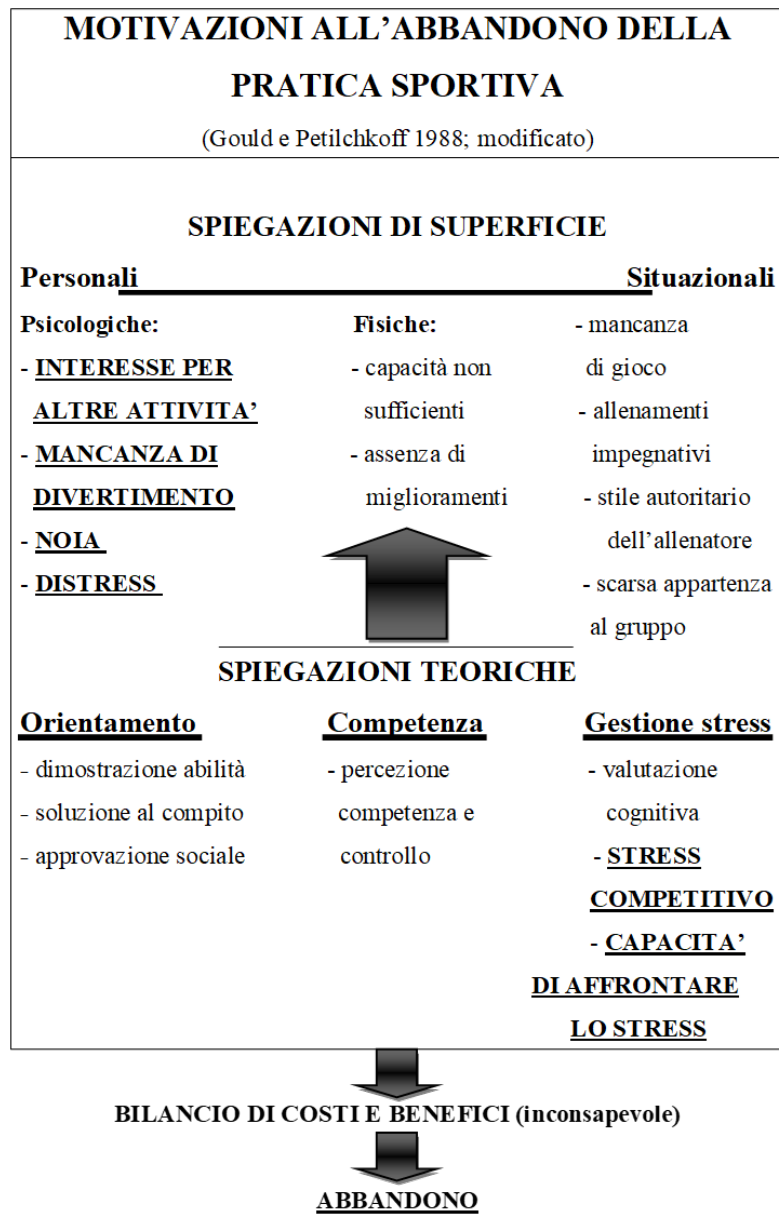 MOTIVAZIONI ALL’ABBANDONO DELLA
PRATICA SPORTIVA
(Gould e Petilchkoff 1988; modificato)
SPIEGAZIONI DI SUPERFICIE
Personali
Situazionali
Psicologiche:
- INTERESSE PER
ALTRE ATTIVITA’
- MANCANZA DI
DIVERTIMENTO
- NOIA
- DISTRESS
Fisiche:
- capacità non
sufficienti
- assenza di
miglioramenti
- mancanza
di gioco
- allenamenti
impegnativi
- stile autoritario
dell’allenatore
- scarsa appartenza
al gruppo
SPIEGAZIONI TEORICHE
Orientamento
- dimostrazione abilità
- soluzione al compito
- approvazione sociale
Competenza
- percezione
competenza e
controllo
Gestione stress
- valutazione
cognitiva
- STRESS
COMPETITIVO
- CAPACITA’
DI AFFRONTARE
LO STRESS
BILANCIO DI COSTI E BENEFICI (inconsapevole)
ABBANDONO